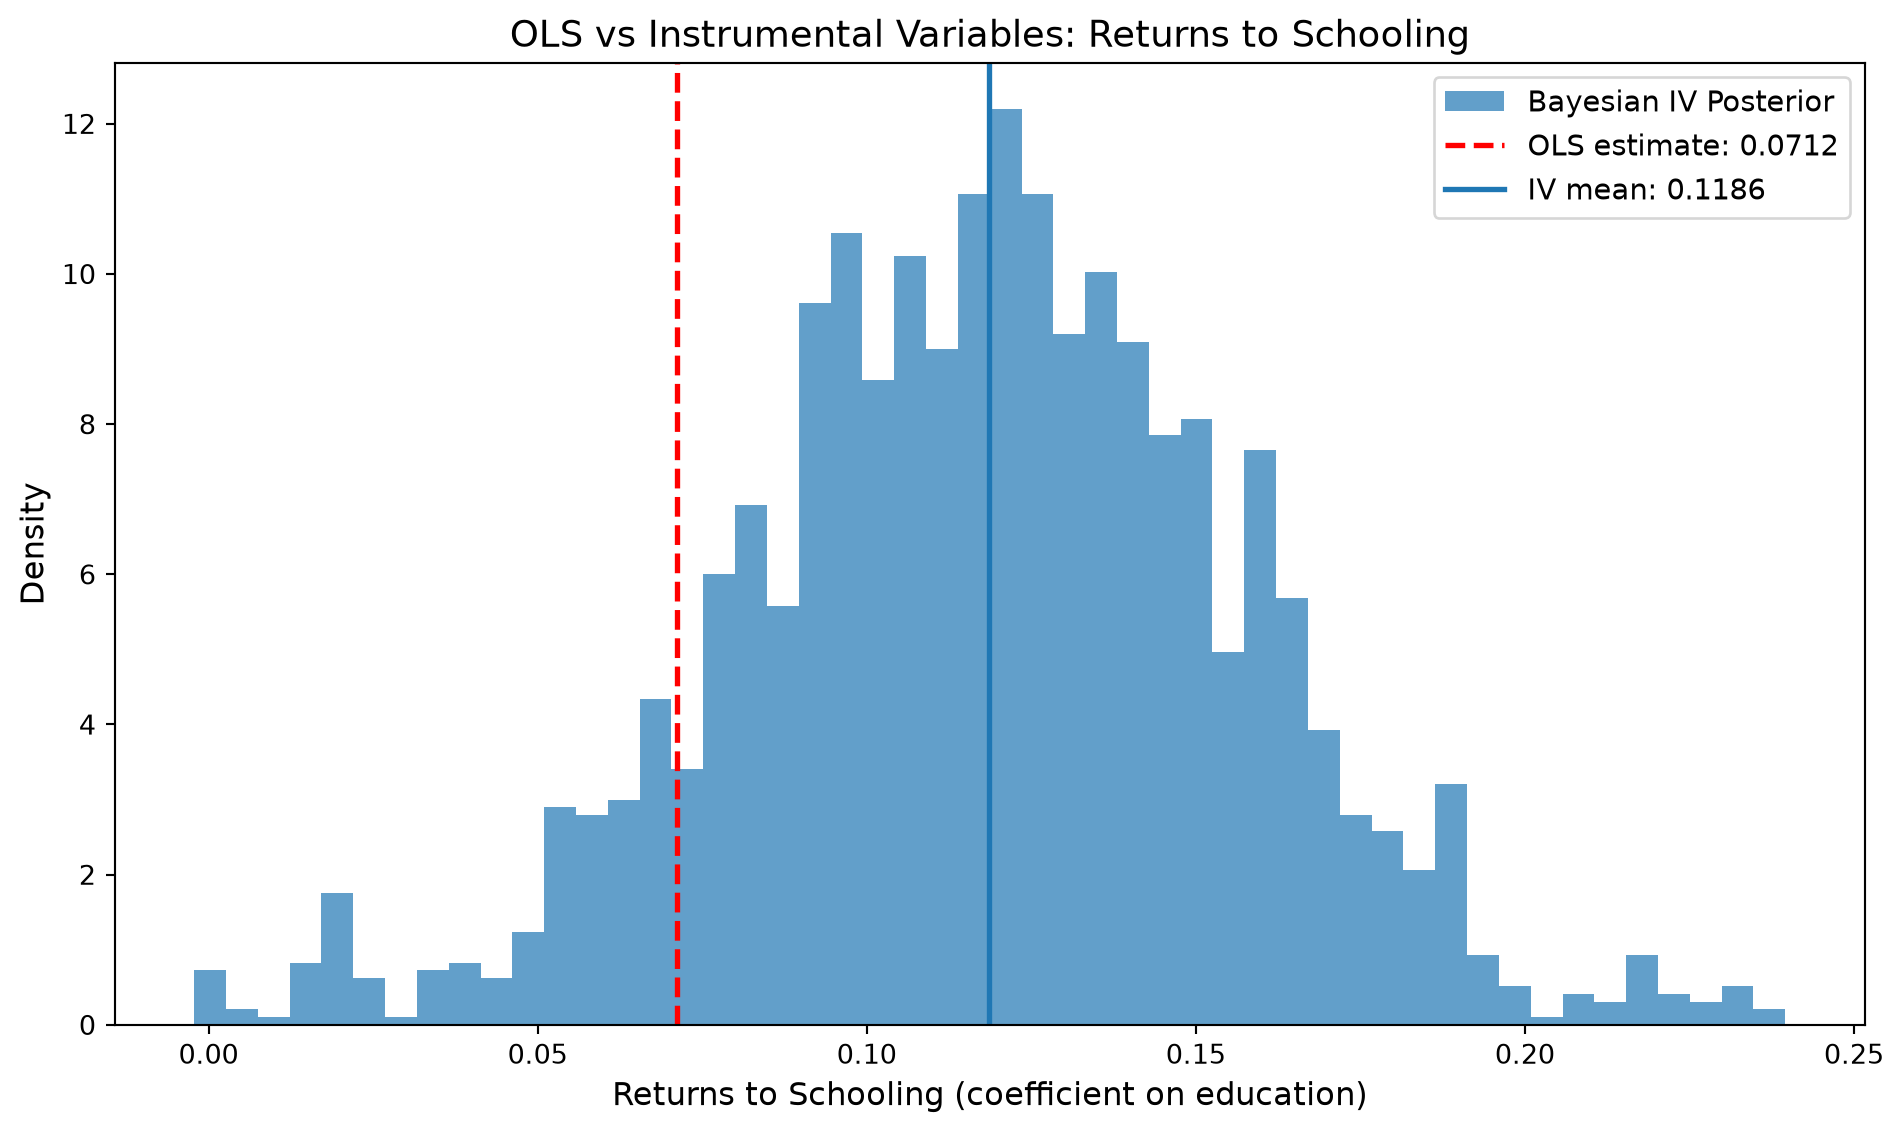 OLS vs Instrumental Variables: Returns to Schooling
Bayesian IV Posterior
OLS estimate: 0.0712
IV mean: 0.1186
Density
12
10
8
6
4
2
0
0.00 0.05 0.10 0.15 0.20 0.25
Returns to Schooling (coefficient on education)